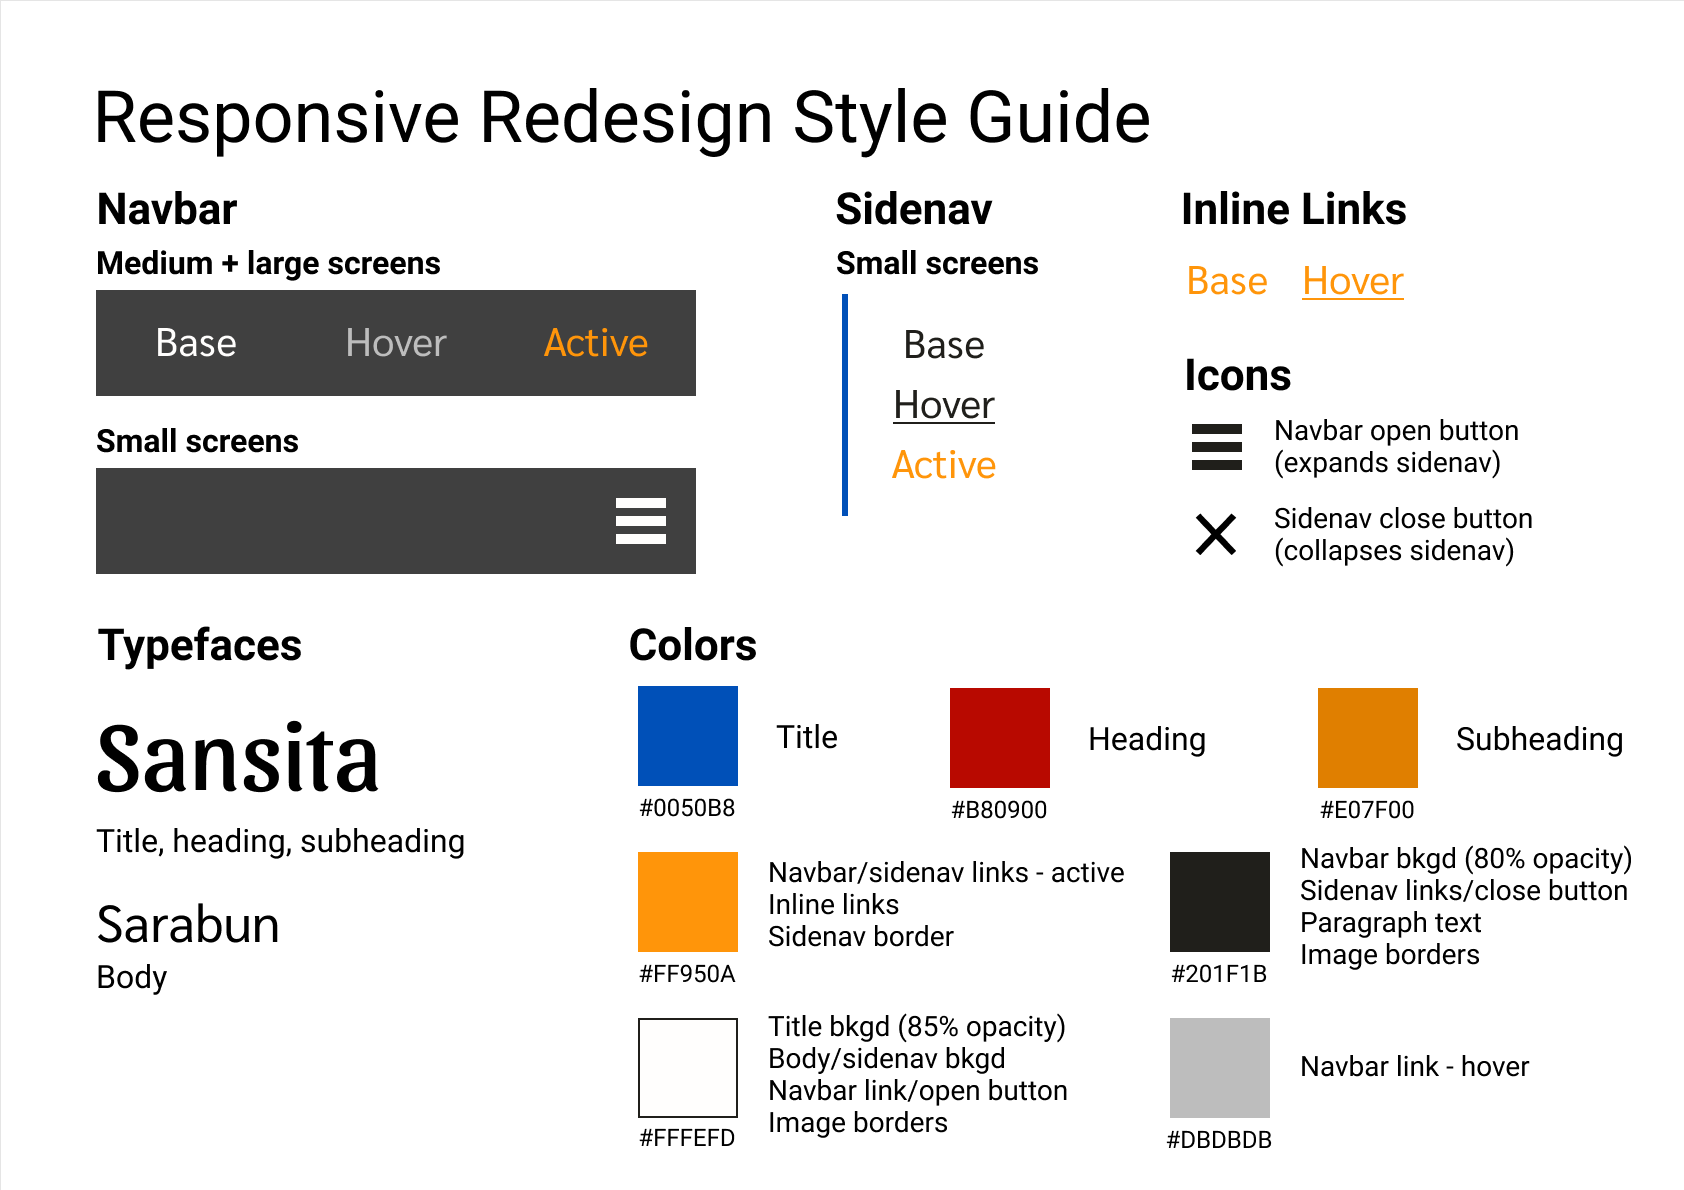 Responsive Redesign Style Guide
Navbar
Medium + large screens
Base Hover Active
Small screens
Sidenav
Small screens
Base
Hover
Active
Inline Links
Base Hover
Icons
Navbar open button
(expands sidenav)
Sidenav close button
(collapses sidenav)
Typefaces
Sansita
Title, heading, subheading
Sarabun
Body
Colors
Title
#0050B8
Heading
#B80900
Subheading
#E07F00
Navbar/sidenav links - active
Inline links
Sidenav border
#FF950A
Navbar bkgd (80% opacity)
Sidenav links/close button
Paragraph text
Image borders
#201F1B
Title bkgd (85% opacity)
Body/sidenav bkgd
Navbar link/open button
Image borders
#FFFEFD
Navbar link - hover
#DBDBDB